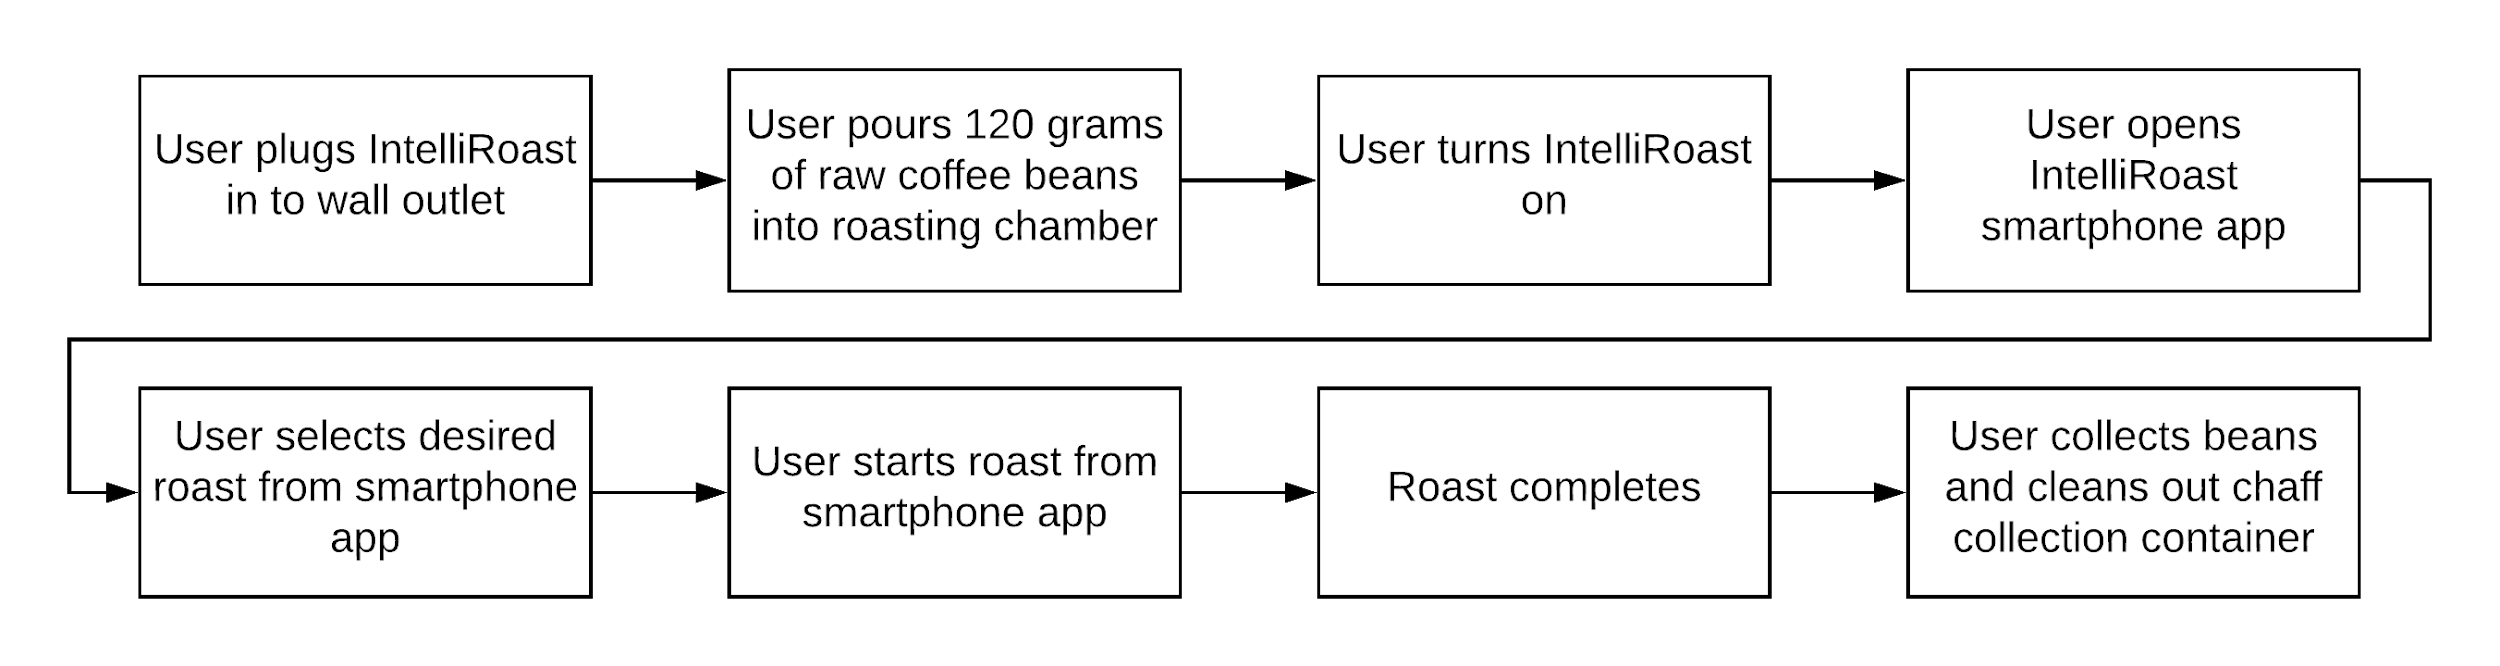 User plugs IntelliRoast
in to wall outlet
User pours 120 grams
of raw coffee beans
into roasting chamber
User turns IntelliRoast
on
User opens
IntelliRoast
smartphone app
User selects desired
roast from smartphone
app
User starts roast from
smartphone app
Roast completes
User collects beans
and cleans out chaff
collection container